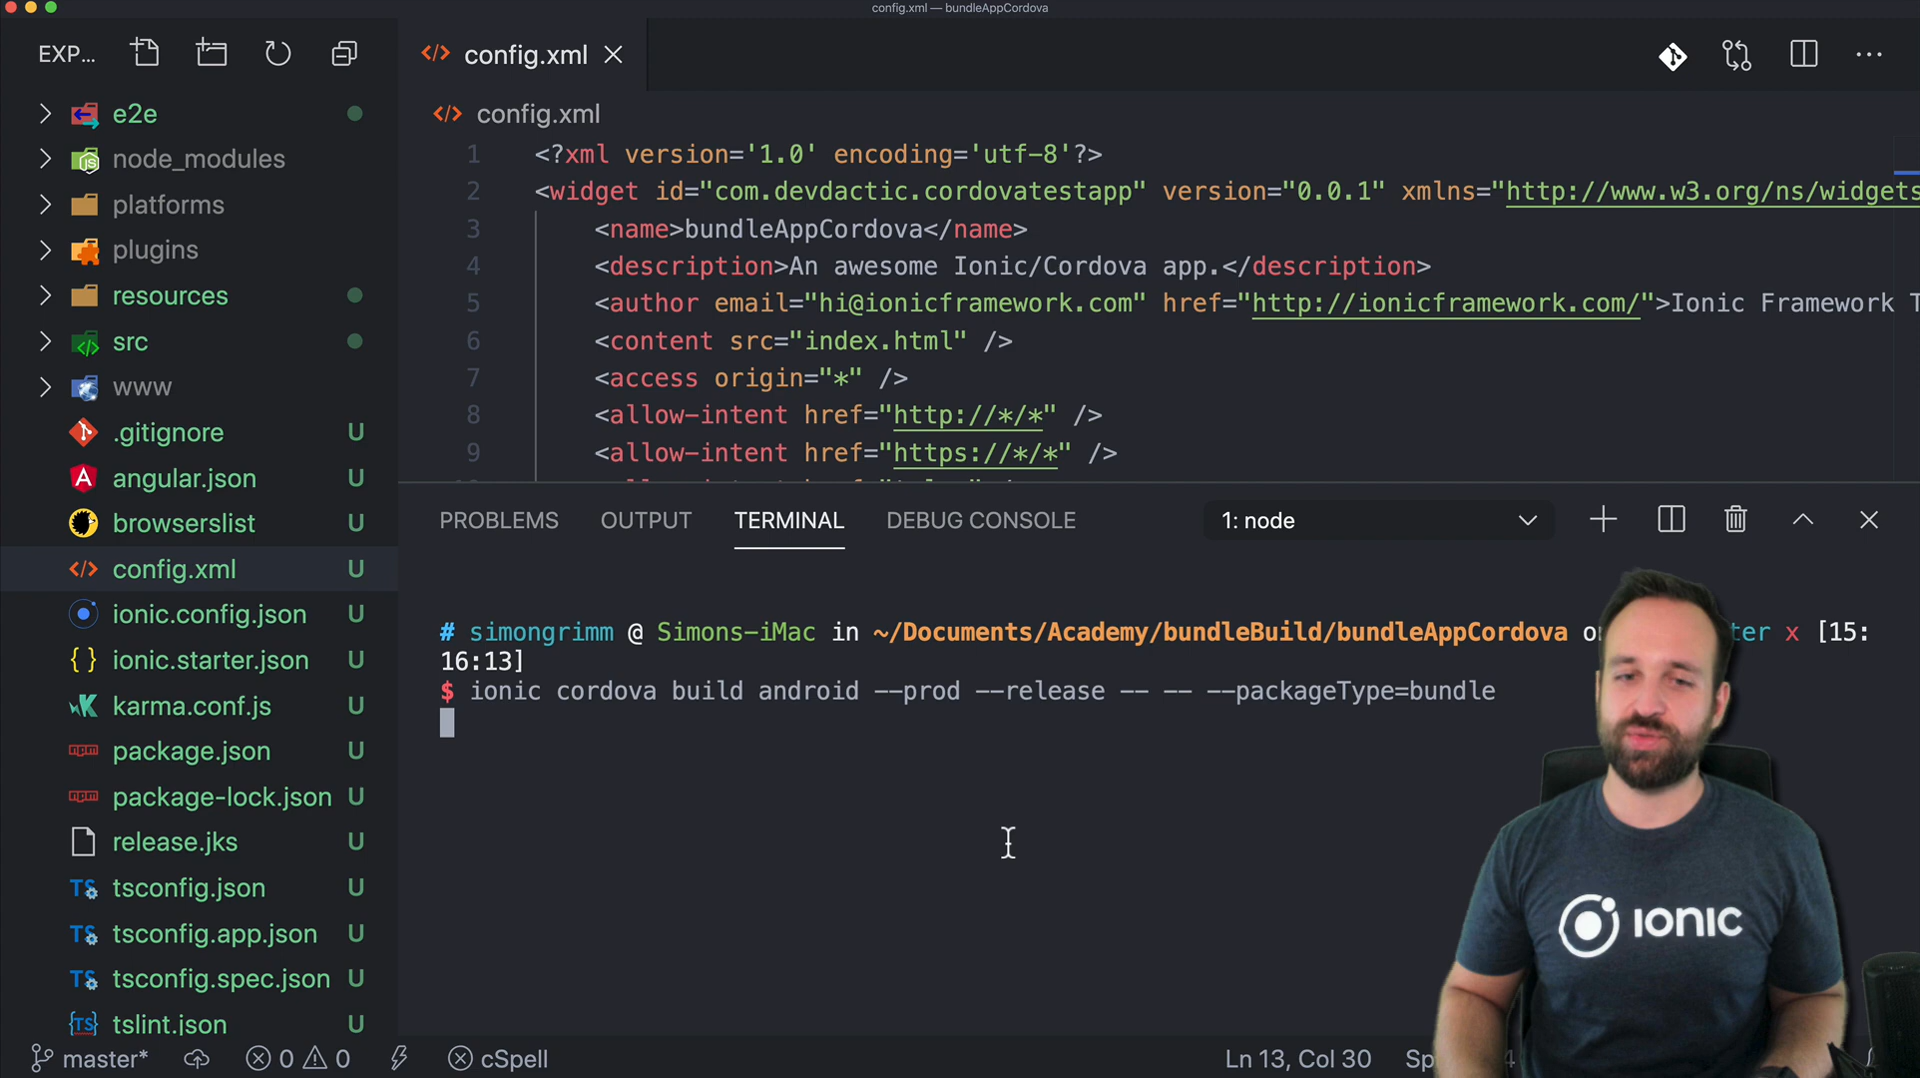 config.xml — bundleAppCordova
EXP...
config.xml
e2e
node_modules
platforms
plugins
resources
src
www
.gitignore U
angular.json U
browserslist U
config.xml U
ionic.config.json U
ionic.starter.json U
karma.conf.js U
package.json U
package-lock.json U
release.jks U
tsconfig.json U
tsconfig.app.json U
tsconfig.spec.json U
tslint.json U
config.xml
1 <?xml version='1.0' encoding='utf-8'?>
2 <widget id="com.devdactic.cordovatestapp" version="0.0.1" xmlns="http://www.w3.org/ns/widgets
3 <name>bundleAppCordova</name>
4 <description>An awesome Ionic/Cordova app.</description>
5 <author email="hi@ionicframework.com" href="http://ionicframework.com/">Ionic Framework T
6 <content src="index.html" />
7 <access origin="*" />
8 <allow-intent href="http://*/*" />
9 <allow-intent href="https://*/*" />
PROBLEMS OUTPUT TERMINAL DEBUG CONSOLE 1: node
# simongrimm @ Simons-iMac in ~/Documents/Academy/bundleBuild/bundleAppCordova o ter x [15:
16:13]
$ ionic cordova build android --prod --release -- -- --packageType=bundle
IONIC
master* 0 0 cSpell Ln 13, Col 30 Sp